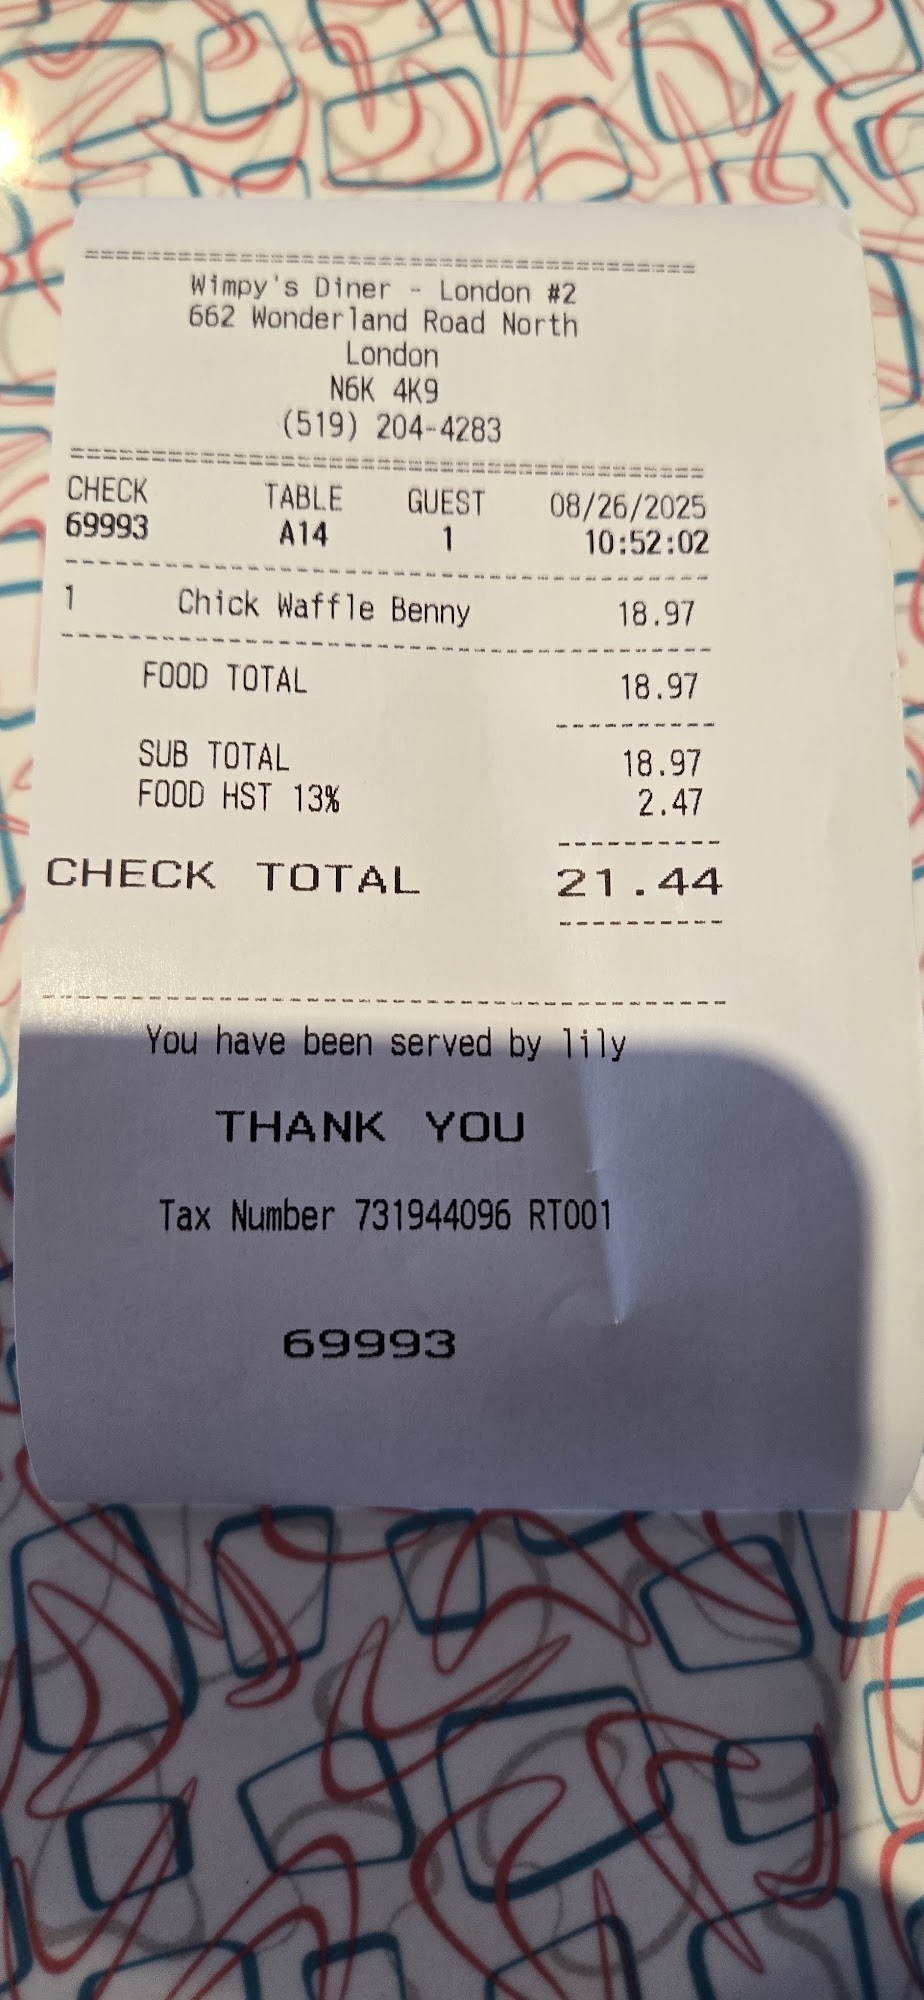 Wimpy's Diner - London #2
662 Wonderland Road North
London
N6K 4K9
(519) 204-4283
CHECK TABLE GUEST 08/26/2025
69993 A14 1 10:52:02
1 Chick Waffle Benny 18.97
FOOD TOTAL 18.97
SUB TOTAL 18.97
FOOD HST 13% 2.47
CHECK TOTAL 21.44
You have been served by lily
THANK YOU
Tax Number 731944096 RT001
69993